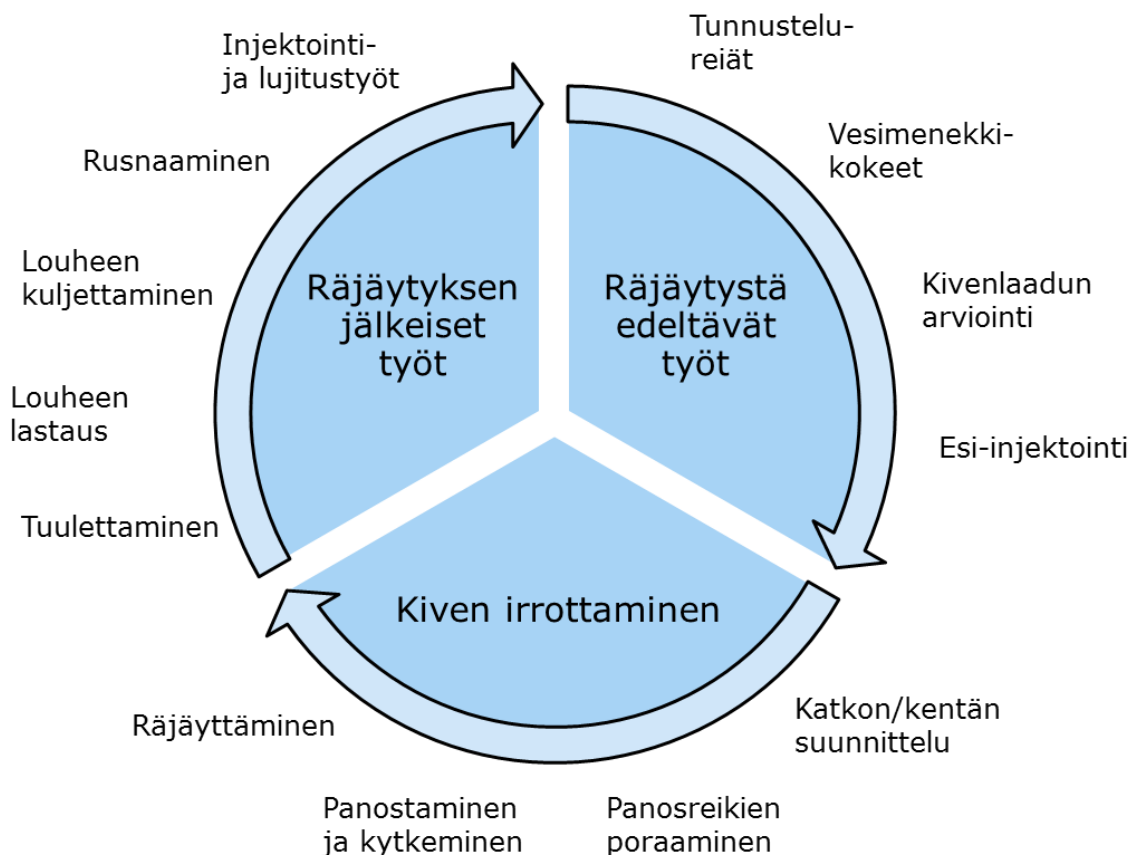 Tunnustelu-
reiät
Vesimenekki-
kokeet
Kivenlaadun
arviointi
Esi-injektointi
Räjäytystä
edeltävät
työt
Katkon/kentän
suunnittelu
Panosreikien
poraaminen
Panostaminen
ja kytkeminen
Räjäyttäminen
Kiven irrottaminen
Tuulettaminen
Louheen
lastaus
Louheen
kuljettaminen
Rusnaaminen
Injektointi-
ja lujitustyöt
Räjäytyksen
jälkeiset
työt